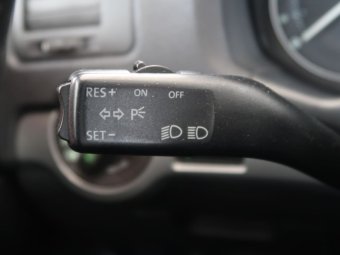 RES+ ON OFF
P
SET-